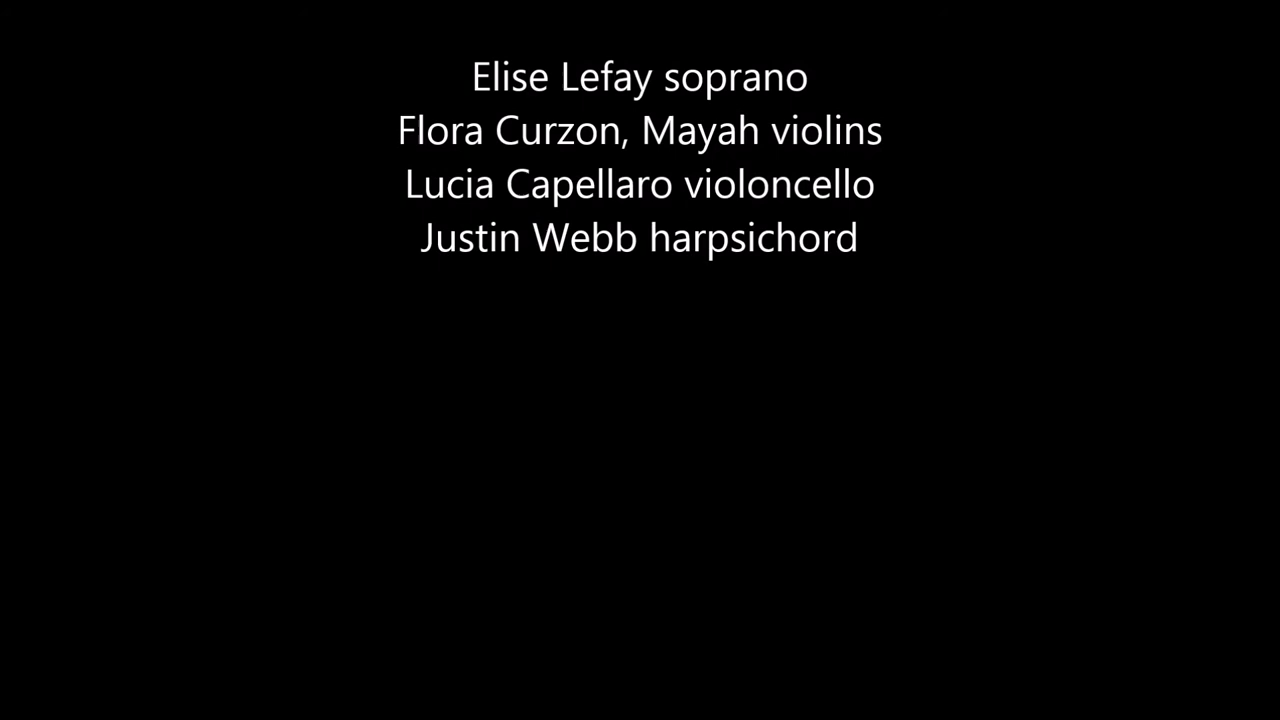 Elise Lefay soprano
Flora Curzon, Mayah violins
Lucia Capellaro violoncello
Justin Webb harpsichord